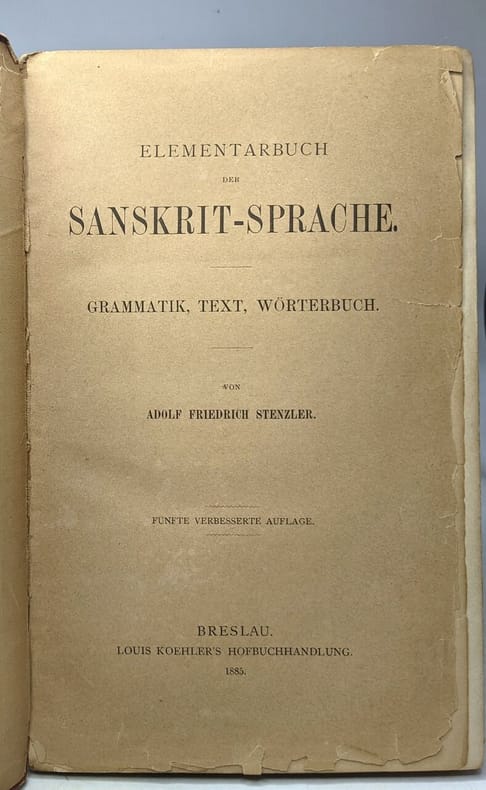 ELEMENTARBUCH
DER
SANSKRIT-SPRACHE.
GRAMMATIK, TEXT, WÖRTERBUCH.
VON
ADOLF FRIEDRICH STENZLER.
FÜNFTE VERBESSERTE AUFLAGE.
BRESLAU.
LOUIS KOEHLER'S HOFBUCHHANDLUNG.
1885.